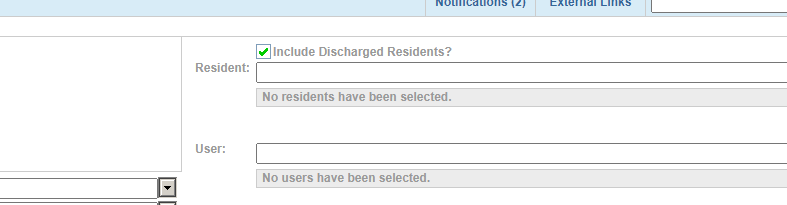 Notifications (2) External Links
Include Discharged Residents?
Resident:
No residents have been selected.
User:
No users have been selected.